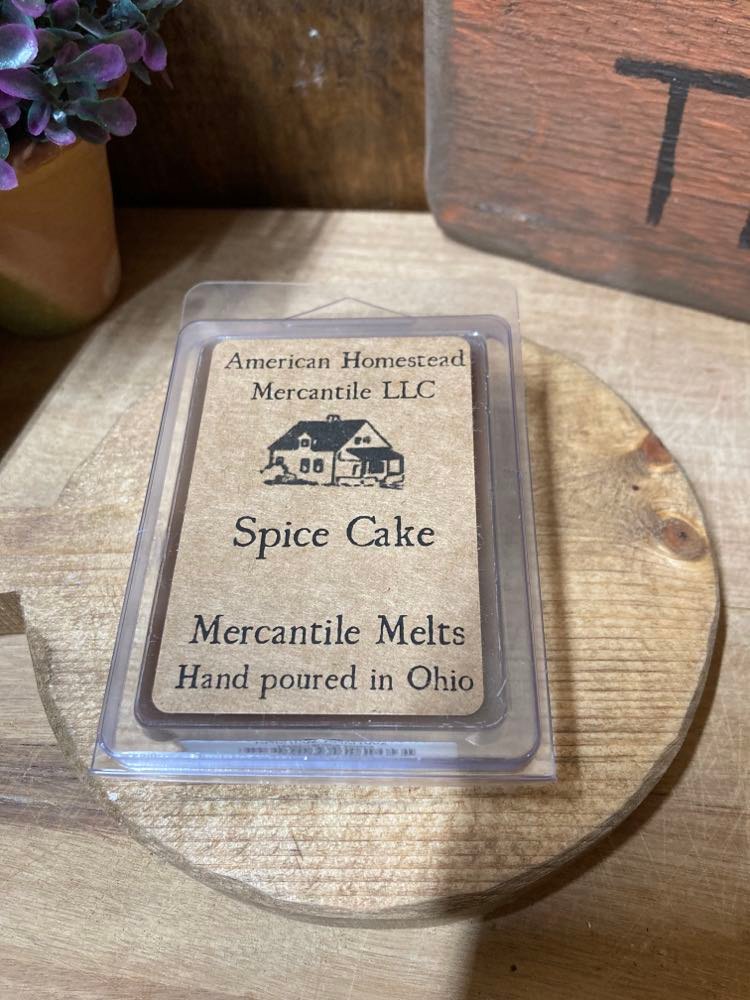 T
American Homestead
Mercantile LLC
Spice Cake
Mercantile Melts
Hand poured in Ohio